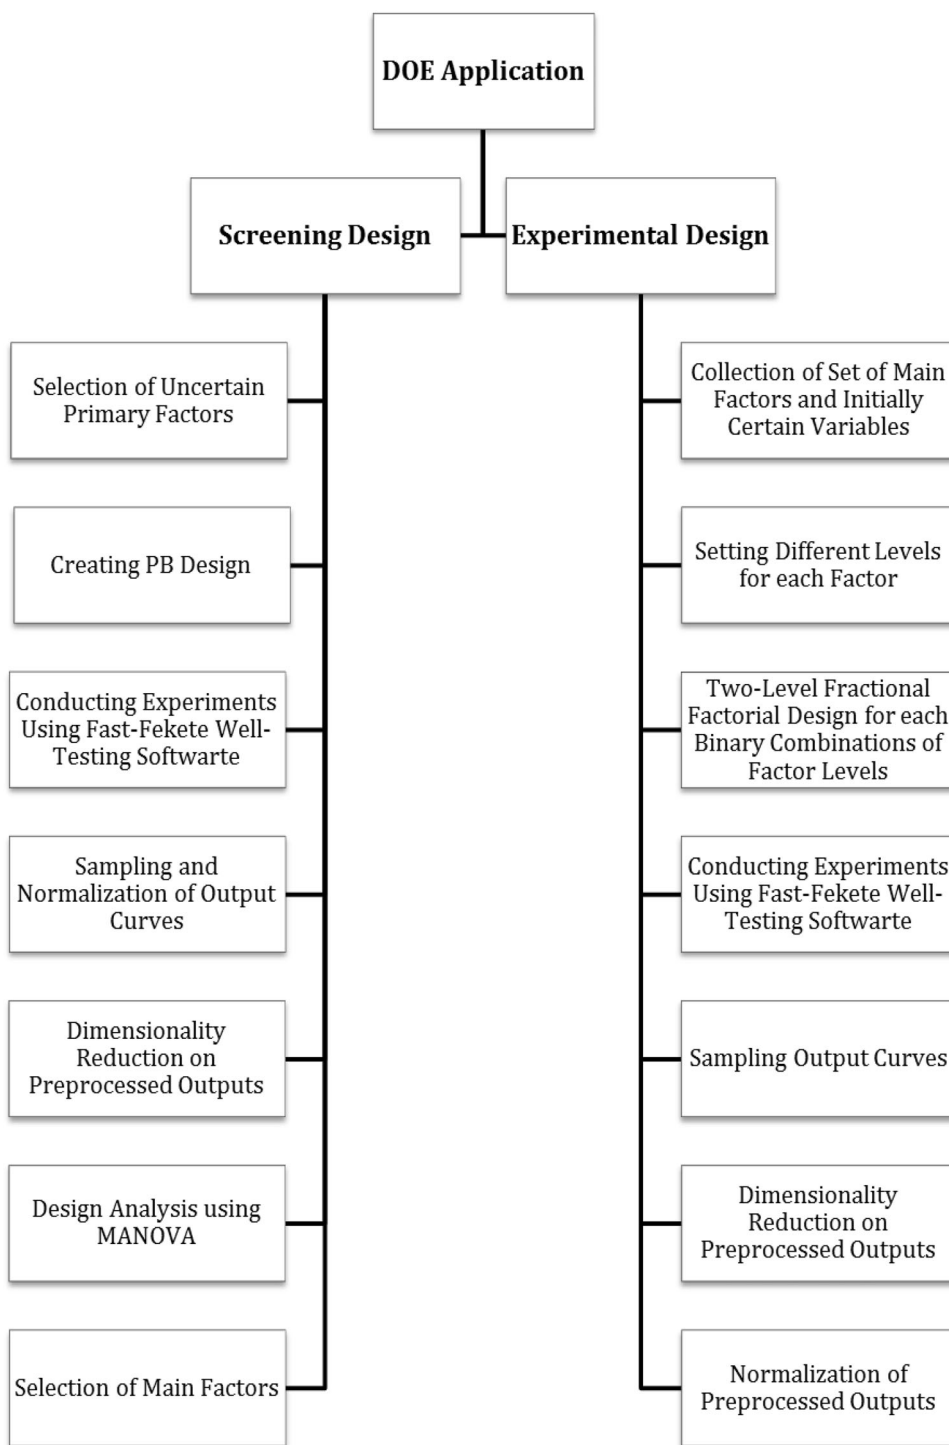 DOE Application
Screening Design
Experimental Design
Selection of Uncertain
Primary Factors
Creating PB Design
Conducting Experiments
Using Fast-Fekete Well-
Testing Softwarte
Sampling and
Normalization of Output
Curves
Dimensionality
Reduction on
Preprocessed Outputs
Design Analysis using
MANOVA
Selection of Main Factors
Collection of Set of Main
Factors and Initially
Certain Variables
Setting Different Levels
for each Factor
Two-Level Fractional
Factorial Design for each
Binary Combinations of
Factor Levels
Conducting Experiments
Using Fast-Fekete Well-
Testing Softwarte
Sampling Output Curves
Dimensionality
Reduction on
Preprocessed Outputs
Normalization of
Preprocessed Outputs